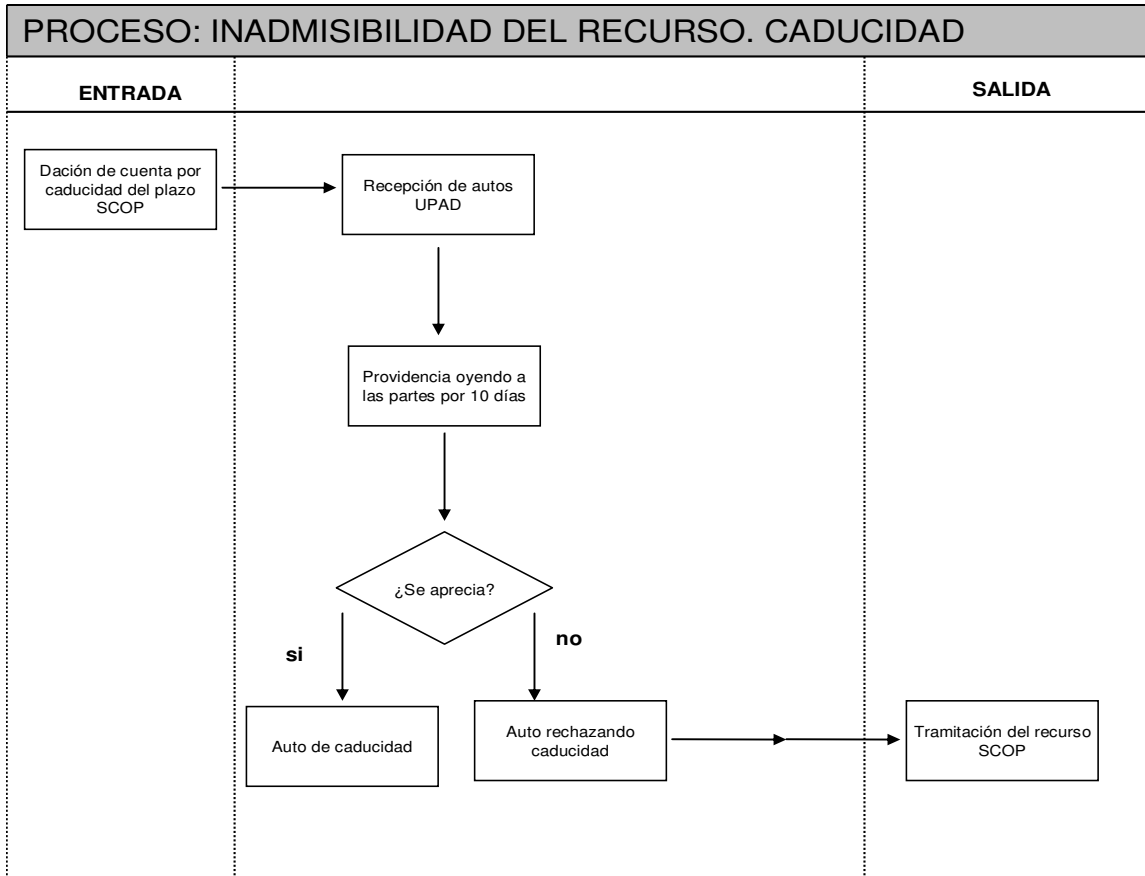 PROCESO: INADMISIBILIDAD DEL RECURSO. CADUCIDAD
ENTRADA
SALIDA
Dación de cuenta por
caducidad del plazo
SCOP
Recepción de autos
UPAD
Providencia oyendo a
las partes por 10 días
¿Se aprecia?
si
no
Auto de caducidad
Auto rechazando
caducidad
Tramitación del recurso
SCOP